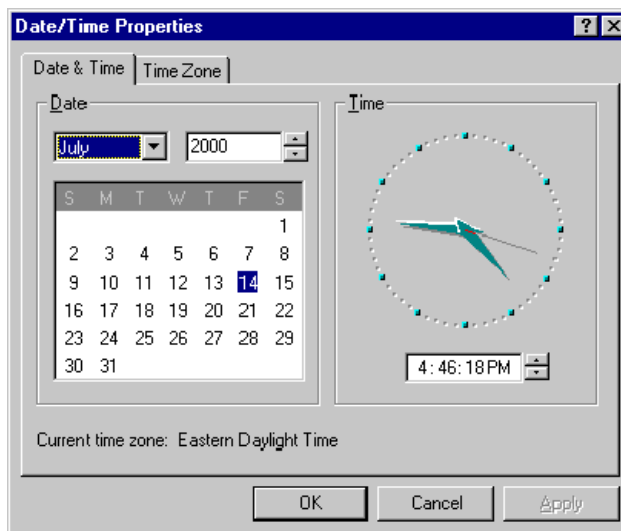 Date/Time Properties
Date & Time Time Zone
Date
July 2000
S M T W T F S
1
2 3 4 5 6 7 8
9 10 11 12 13 14 15
16 17 18 19 20 21 22
23 24 25 26 27 28 29
30 31
Time
4:46:18 PM
Current time zone: Eastern Daylight Time
OK Cancel Apply